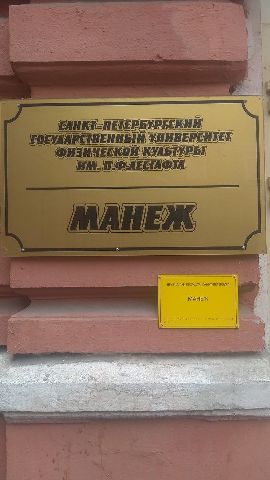 САНКТ-ПЕТЕРБУРГСКИЙ
ГОСУДАРСТВЕННЫЙ УНИВЕРСИТЕТ
ФИЗИЧЕСКОЙ КУЛЬТУРЫ
ИМ. П.Ф.ЛЕСГАФТА
МАНЕЖ